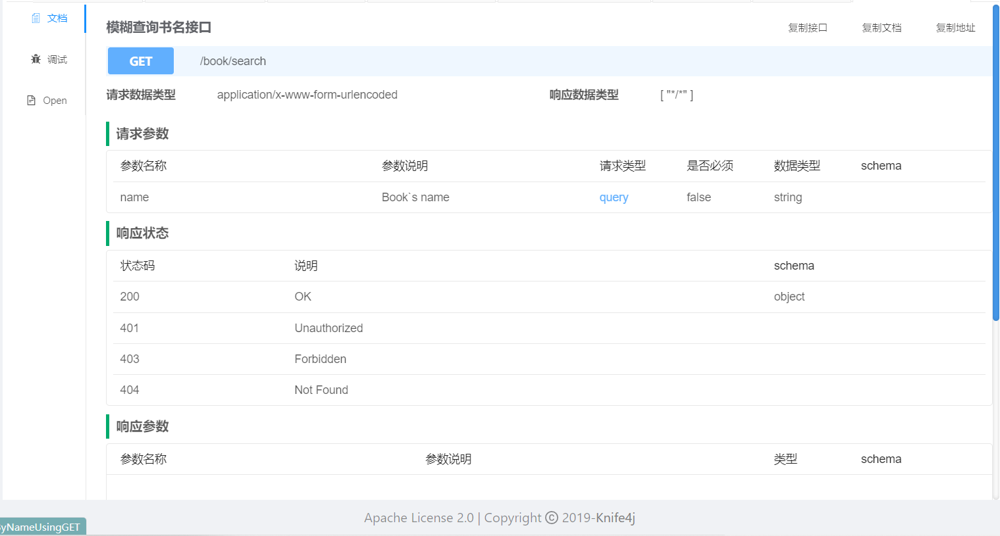 文档
调试
Open
模糊查询书名接口
复制接口 复制文档 复制地址
GET /book/search
请求数据类型 application/x-www-form-urlencoded 响应数据类型 [ "*/*" ]
请求参数
参数名称 参数说明 请求类型 是否必须 数据类型 schema
name Book`s name query false string
响应状态
状态码 说明 schema
200 OK object
401 Unauthorized
403 Forbidden
404 Not Found
响应参数
参数名称 参数说明 类型 schema
Apache License 2.0 | Copyright © 2019-Knife4j
yNameUsingGET